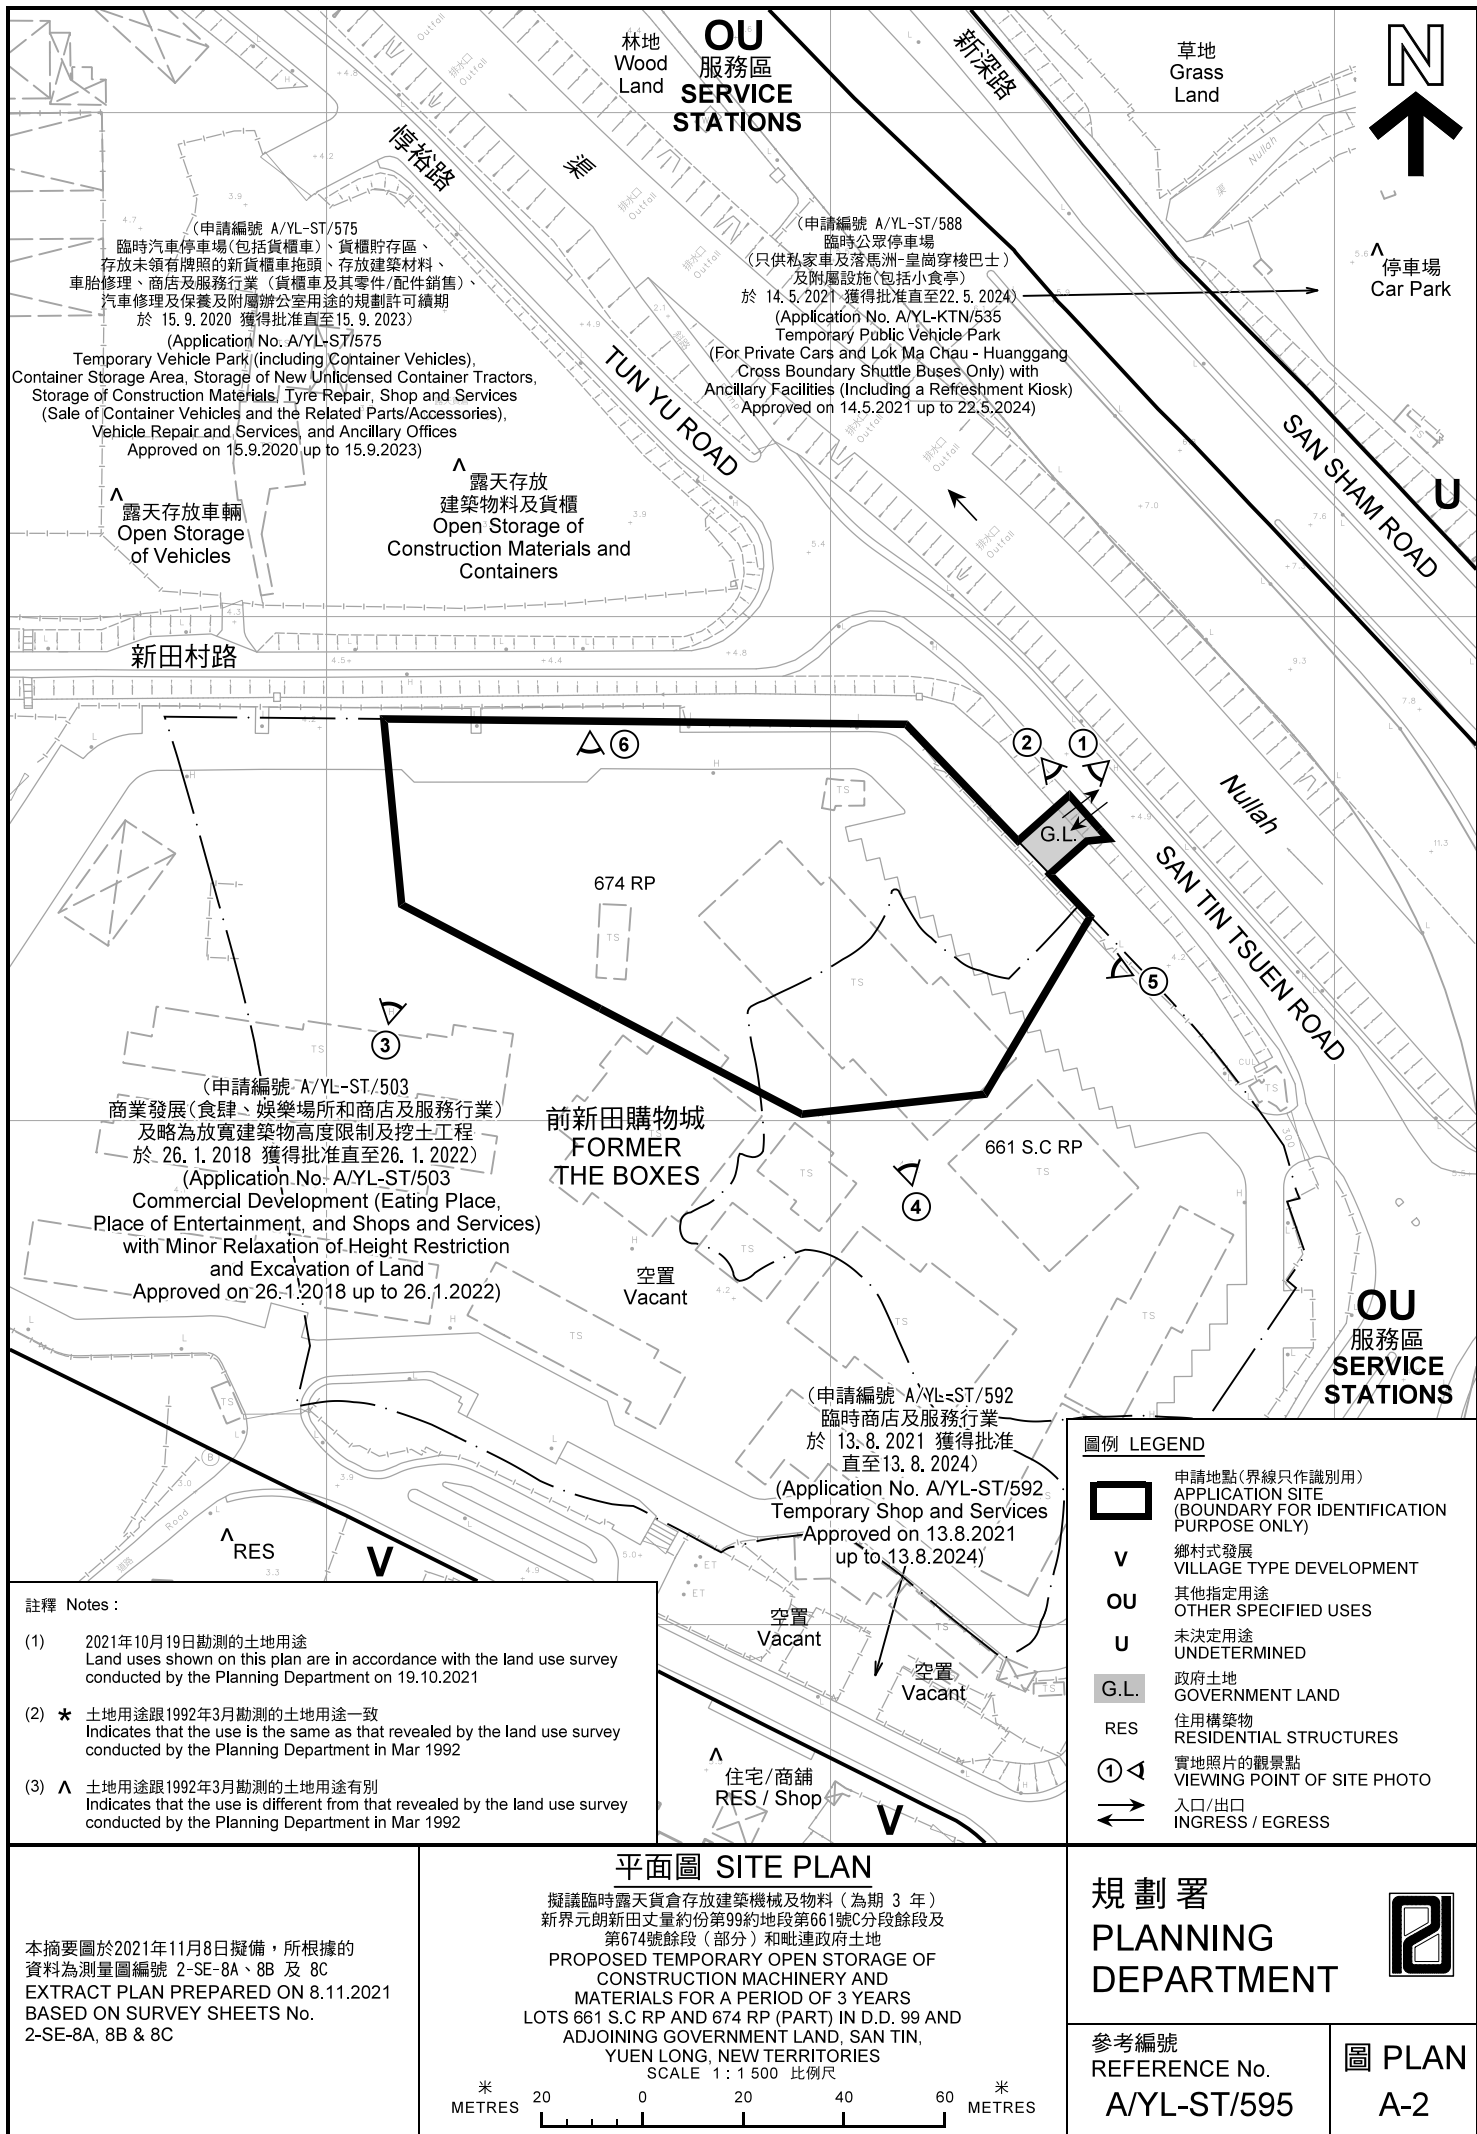 林地
Wood
Land
OU
服務區
SERVICE
STATIONS
新深路
草地
Grass
Land
N
惇裕路
渠
排水口
Outfall
Nullah
渠
(申請編號 A/YL-ST/575
臨時汽車停車場(包括貨櫃車)、貨櫃貯存區、
存放未領有牌照的新貨櫃車拖頭、存放建築材料、
車胎修理、商店及服務行業 (貨櫃車及其零件/配件銷售)、
汽車修理及保養及附屬辦公室用途的規劃許可續期
於 15.9.2020 獲得批准直至15.9.2023)
(Application No. A/YL-ST/575
Temporary Vehicle Park (including Container Vehicles),
Container Storage Area, Storage of New Unlicensed Container Tractors,
Storage of Construction Materials, Tyre Repair, Shop and Services
(Sale of Container Vehicles and the Related Parts/Accessories),
Vehicle Repair and Services, and Ancillary Offices
Approved on 15.9.2020 up to 15.9.2023)
(申請編號 A/YL-ST/588
臨時公眾停車場
(只供私家車及落馬洲-皇崗穿梭巴士)
及附屬設施(包括小食亭)
於 14.5.2021 獲得批准直至22.5.2024)
(Application No. A/YL-KTN/535
Temporary Public Vehicle Park
(For Private Cars and Lok Ma Chau - Huanggang
Cross Boundary Shuttle Buses Only) with
Ancillary Facilities (Including a Refreshment Kiosk)
Approved on 14.5.2021 up to 22.5.2024)
^
停車場
Car Park
TUN YU ROAD
SAN SHAM ROAD
U
^
露天存放車輛
Open Storage
of Vehicles
^
露天存放
建築物料及貨櫃
Open Storage of
Construction Materials and
Containers
新田村路
6
2
1
G.L.
Nullah
SAN TIN TSUEN ROAD
674 RP
TS
5
3
(申請編號 A/YL-ST/503
商業發展(食肆、娛樂場所和商店及服務行業)
及略為放寬建築物高度限制及挖土工程
於 26.1.2018 獲得批准直至26.1.2022)
(Application No. A/YL-ST/503
Commercial Development (Eating Place,
Place of Entertainment, and Shops and Services)
with Minor Relaxation of Height Restriction
and Excavation of Land
Approved on 26.1.2018 up to 26.1.2022)
前新田購物城
FORMER
THE BOXES
661 S.C RP
TS
4
空置
Vacant
OU
服務區
SERVICE
STATIONS
(申請編號 A/YL-ST/592
臨時商店及服務行業
於 13.8.2021 獲得批准
直至13.8.2024)
(Application No. A/YL-ST/592
Temporary Shop and Services
Approved on 13.8.2021
up to 13.8.2024)
^
RES
V
空置
Vacant
空置
Vacant
^
住宅/商舖
RES / Shop
V
圖例 LEGEND
申請地點(界線只作識別用)
APPLICATION SITE
(BOUNDARY FOR IDENTIFICATION
PURPOSE ONLY)
V 鄉村式發展
VILLAGE TYPE DEVELOPMENT
OU 其他指定用途
OTHER SPECIFIED USES
U 未決定用途
UNDETERMINED
G.L. 政府土地
GOVERNMENT LAND
RES 住用構築物
RESIDENTIAL STRUCTURES
1 實地照片的觀景點
VIEWING POINT OF SITE PHOTO
入口/出口
INGRESS / EGRESS
註釋 Notes :
(1) 2021年10月19日勘測的土地用途
Land uses shown on this plan are in accordance with the land use survey
conducted by the Planning Department on 19.10.2021
(2) * 土地用途跟1992年3月勘測的土地用途一致
Indicates that the use is the same as that revealed by the land use survey
conducted by the Planning Department in Mar 1992
(3) ^ 土地用途跟1992年3月勘測的土地用途有別
Indicates that the use is different from that revealed by the land use survey
conducted by the Planning Department in Mar 1992
本摘要圖於2021年11月8日擬備，所根據的
資料為測量圖編號 2-SE-8A、8B 及 8C
EXTRACT PLAN PREPARED ON 8.11.2021
BASED ON SURVEY SHEETS No.
2-SE-8A, 8B & 8C
平面圖 SITE PLAN
擬議臨時露天貨倉存放建築機械及物料 (為期 3 年)
新界元朗新田丈量約份第99約地段第661號C分段餘段及
第674號餘段 (部分) 和毗連政府土地
PROPOSED TEMPORARY OPEN STORAGE OF
CONSTRUCTION MACHINERY AND
MATERIALS FOR A PERIOD OF 3 YEARS
LOTS 661 S.C RP AND 674 RP (PART) IN D.D. 99 AND
ADJOINING GOVERNMENT LAND, SAN TIN,
YUEN LONG, NEW TERRITORIES
SCALE 1 : 1 500 比例尺
米
METRES 20 0 20 40 60 米
METRES
規劃署
PLANNING
DEPARTMENT
參考編號
REFERENCE No.
A/YL-ST/595
圖 PLAN
A-2